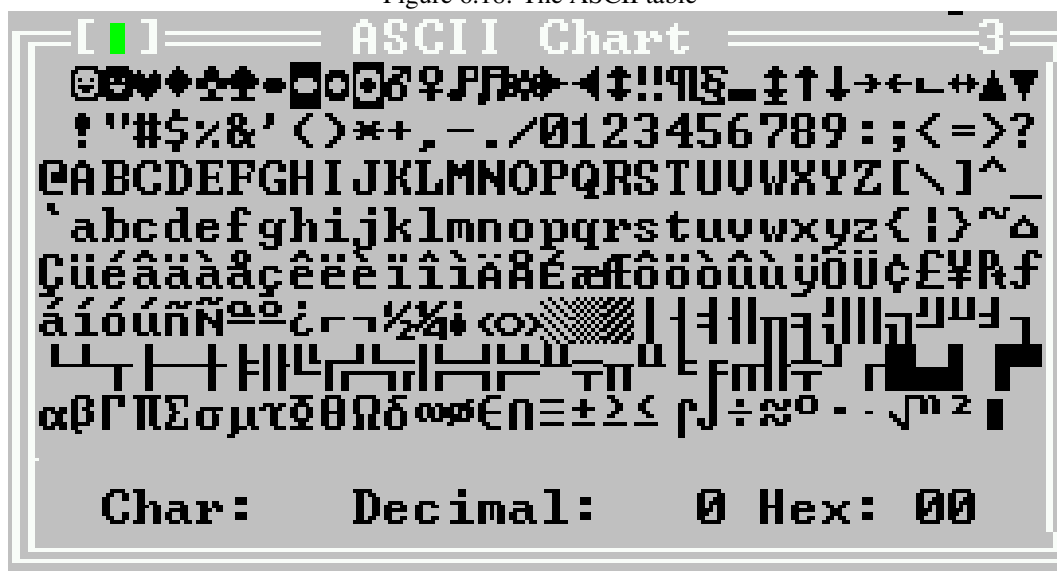 Figure 6.18: The ASCII table
[▮] ASCII Chart 3
☺☻♥♦♣♠•◘○◙♂♀♪♫☼►◄↕‼¶§▬↨↑↓→←∟↔▲▼
!"#$%&'()*+,-./0123456789:;<=>?
@ABCDEFGHIJKLMNOPQRSTUVWXYZ[\]^_
`abcdefghijklmnopqrstuvwxyz{¦}~⌂
ÇüéâäàåçêëèïîìÄÅÉæÆôöòûùÿÖÜ¢£¥₧ƒ
áíóúñÑªº¿⌐¬½¼¡«»░▒▓│┤╡╢╖╕╣║╗╝╜╛┐
└┴┬├─┼╞╟╚╔╩╦╠═╬╧╨╤╥╙╘╒╓╫╪┘┌█▄▌▐▀
αßΓπΣσµτΦΘΩδ∞φε∩≡±≥≤⌠⌡÷≈°∙·√ⁿ²■
Char: Decimal: 0 Hex: 00